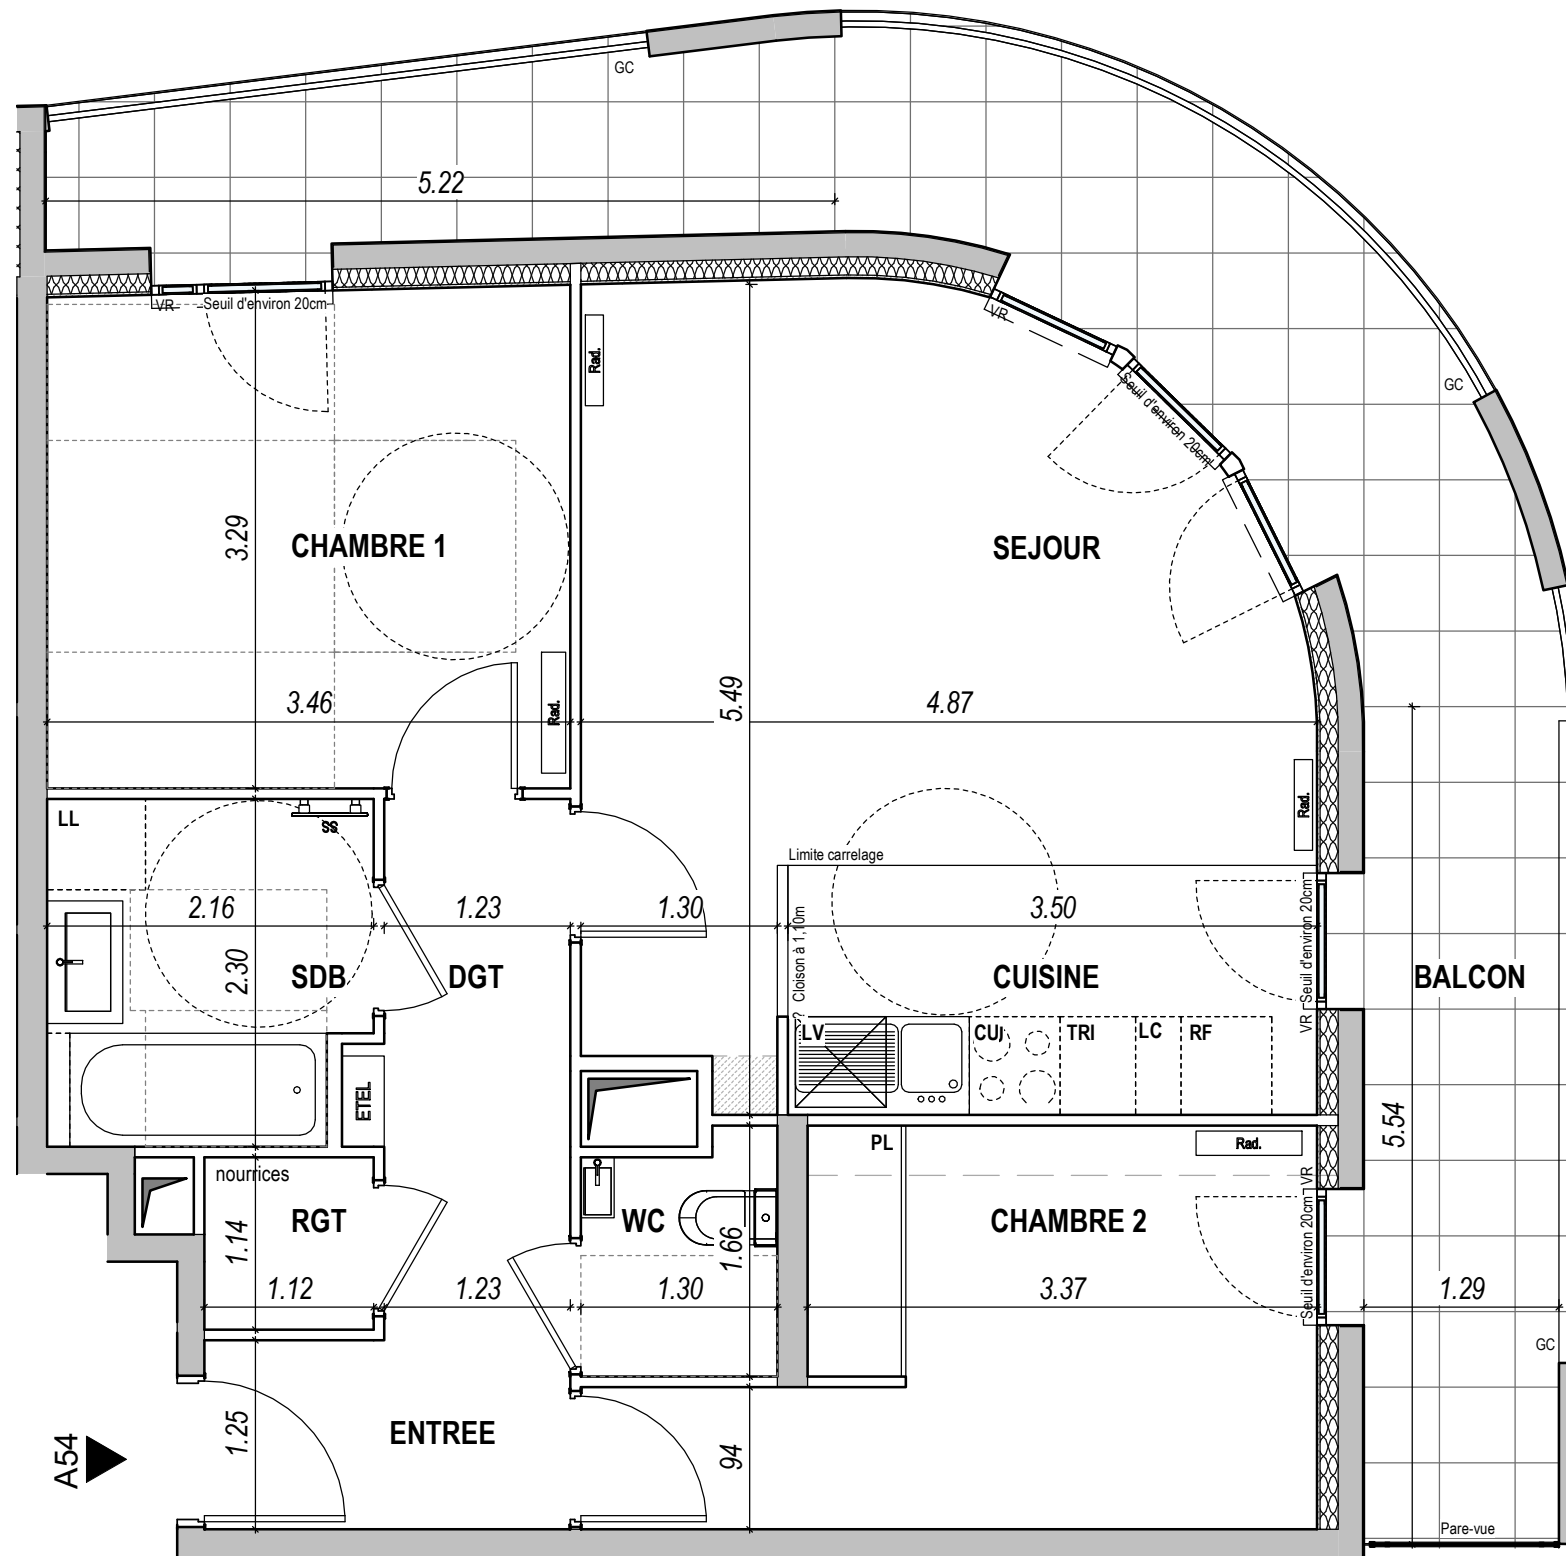 GC
5.22
VR
Seuil d'environ 20cm
VR
Rad.
Seuil d'environ 20cm
GC
3.29
CHAMBRE 1
SEJOUR
3.46
Rad.
5.49
4.87
Rad.
LL
SS
Limite carrelage
2.16
1.23
1.30
3.50
Cloison à 1,10m
VR
Seuil d'environ 20cm
2.30
SDB
DGT
CUISINE
BALCON
LV
CUI
TRI
LC
RF
ETEL
5.54
PL
Rad.
nourrices
VR
Seuil d'environ 20cm
RGT
WC
CHAMBRE 2
1.14
1.66
1.12
1.23
1.30
3.37
1.29
GC
A54
1.25
ENTREE
94
Pare-vue